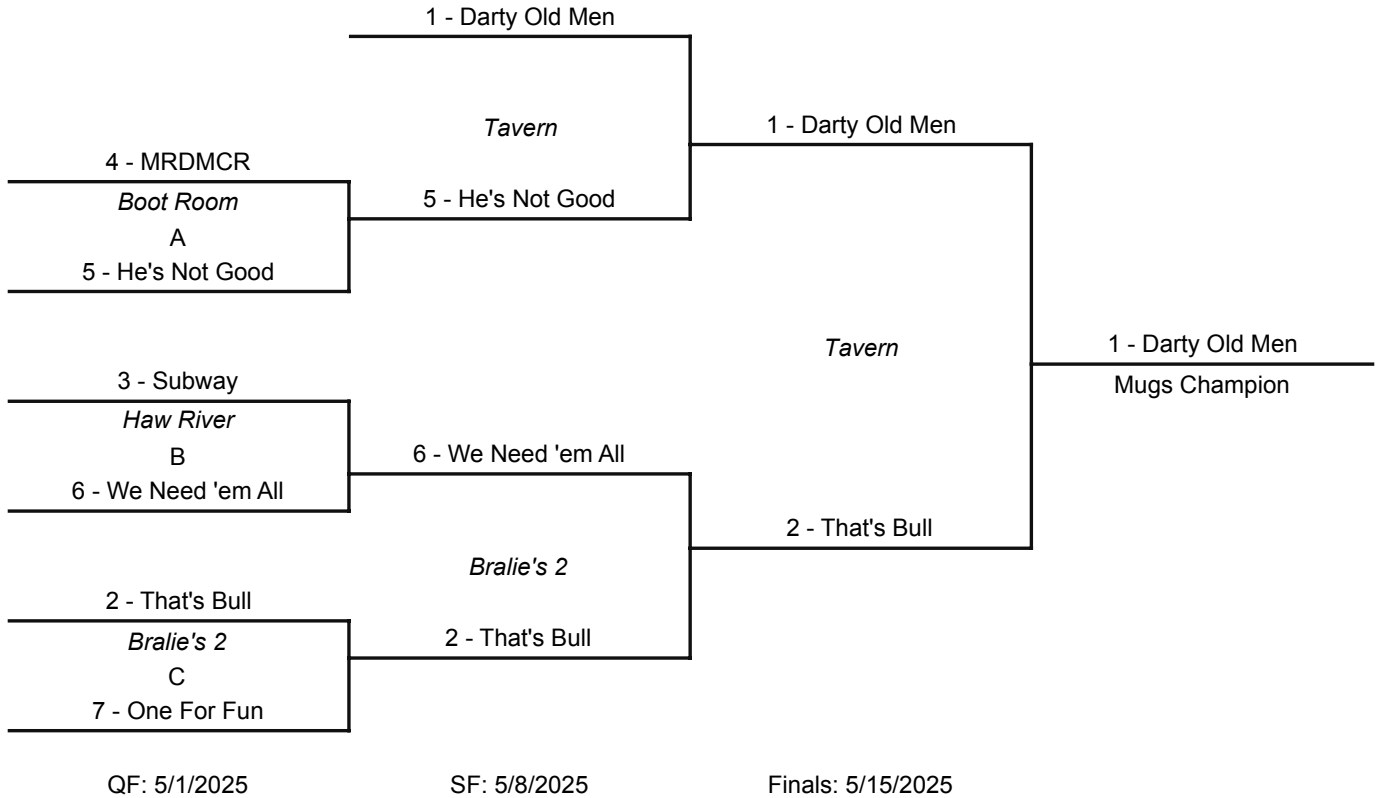 1 - Darty Old Men
Tavern
1 - Darty Old Men
4 - MRDMCR
Boot Room
5 - He's Not Good
A
5 - He's Not Good
Tavern
1 - Darty Old Men
3 - Subway
Mugs Champion
Haw River
B
6 - We Need 'em All
6 - We Need 'em All
2 - That's Bull
Bralie's 2
2 - That's Bull
Bralie's 2
2 - That's Bull
C
7 - One For Fun
QF: 5/1/2025
SF: 5/8/2025
Finals: 5/15/2025